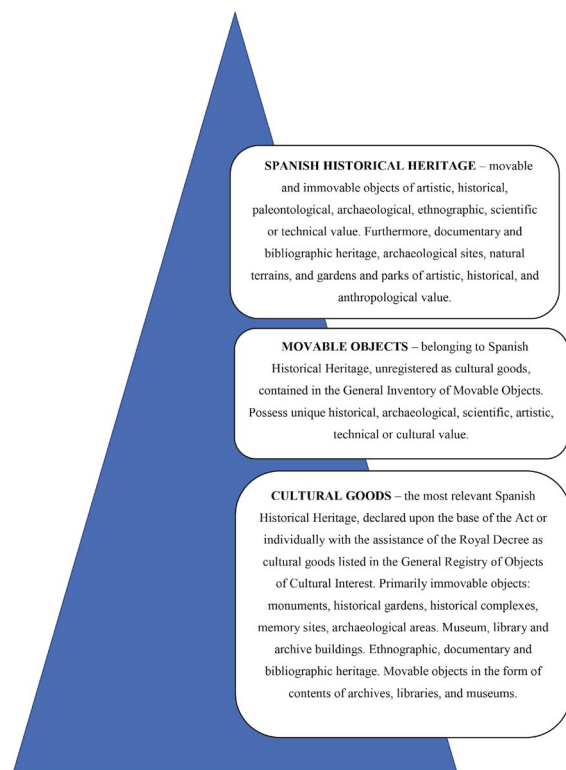 SPANISH HISTORICAL HERITAGE – movable
and immovable objects of artistic, historical,
paleontological, archaeological, ethnographic, scientific
or technical value. Furthermore, documentary and
bibliographic heritage, archaeological sites, natural
terrains, and gardens and parks of artistic, historical, and
anthropological value.
MOVABLE OBJECTS – belonging to Spanish
Historical Heritage, unregistered as cultural goods,
contained in the General Inventory of Movable Objects.
Possess unique historical, archaeological, scientific, artistic,
technical or cultural value.
CULTURAL GOODS – the most relevant Spanish
Historical Heritage, declared upon the base of the Act or
individually with the assistance of the Royal Decree as
cultural goods listed in the General Registry of Objects
of Cultural Interest. Primarily immovable objects:
monuments, historical gardens, historical complexes,
memory sites, archaeological areas. Museum, library and
archive buildings. Ethnographic, documentary and
bibliographic heritage. Movable objects in the form of
contents of archives, libraries, and museums.